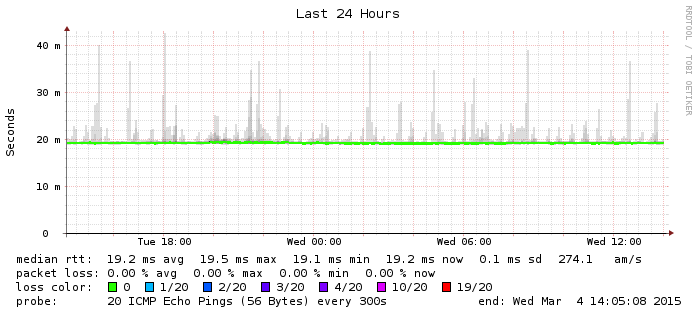 Last 24 Hours
RRDTOOL / TOBI OETIKER
Seconds
40 m
30 m
20 m
10 m
0
Tue 18:00 Wed 00:00 Wed 06:00 Wed 12:00
median rtt: 19.2 ms avg 19.5 ms max 19.1 ms min 19.2 ms now 0.1 ms sd 274.1 am/s
packet loss: 0.00 % avg 0.00 % max 0.00 % min 0.00 % now
loss color: 0 1/20 2/20 3/20 4/20 10/20 19/20
probe: 20 ICMP Echo Pings (56 Bytes) every 300s end: Wed Mar 4 14:05:08 2015